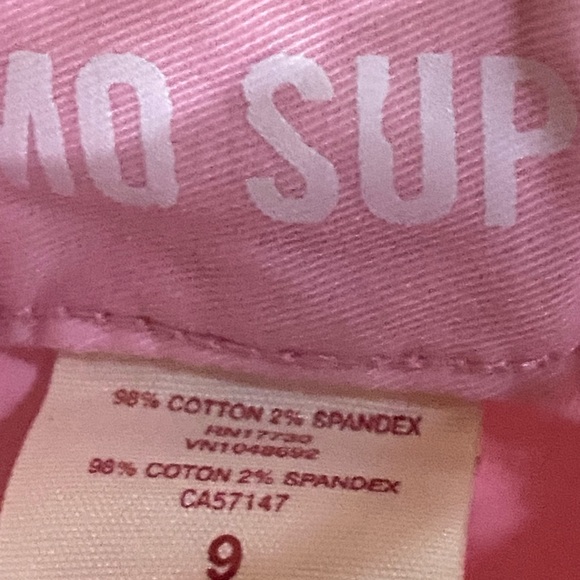 MO SUP
98% COTTON 2% SPANDEX
RN17730
VN1048692
98% COTON 2% SPANDEX
CA57147
9